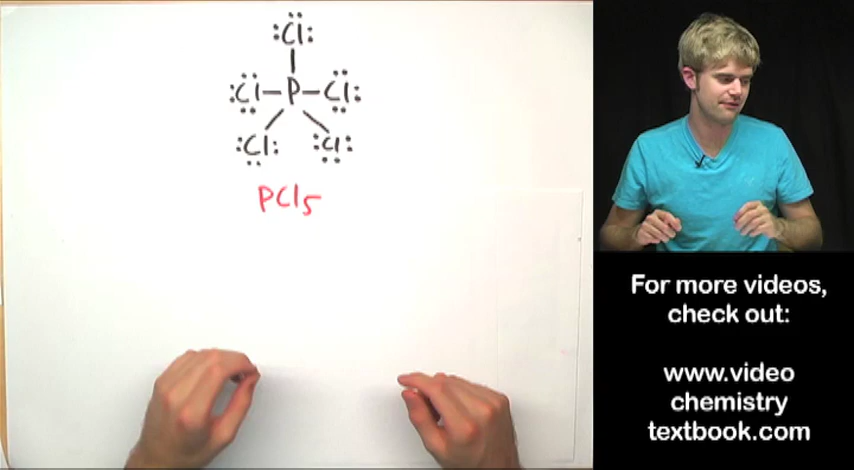 Cl
Cl P Cl
Cl Cl
PCl5
For more videos,
check out:
www.video
chemistry
textbook.com